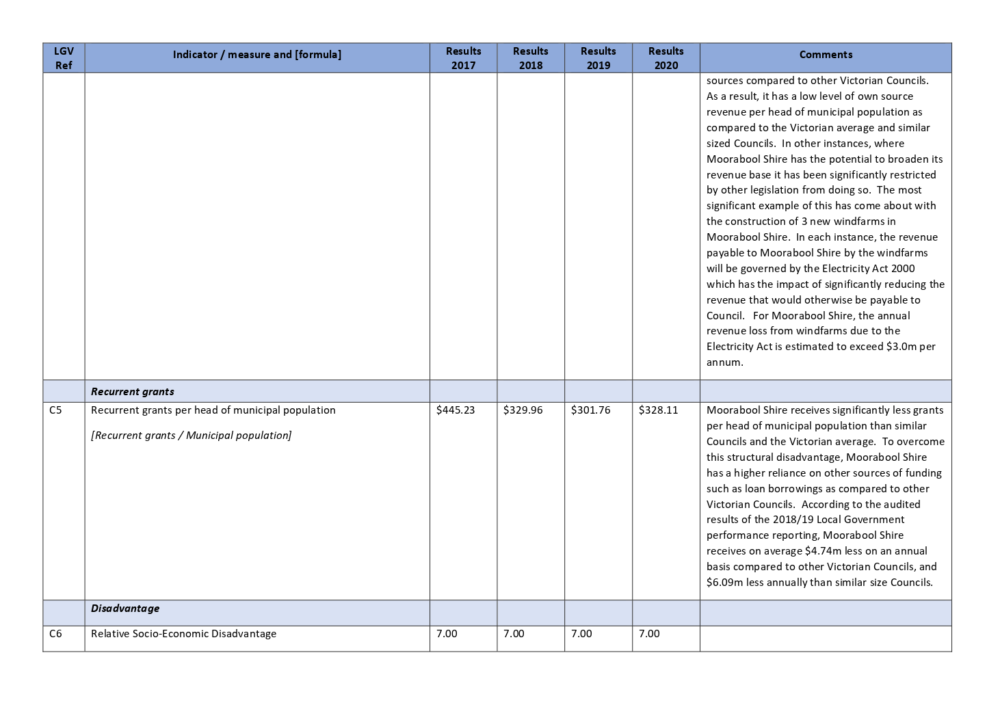 LGV Ref
Indicator / measure and [formula]
Results 2017
Results 2018
Results 2019
Results 2020
Comments
sources compared to other Victorian Councils.
As a result, it has a low level of own source
revenue per head of municipal population as
compared to the Victorian average and similar
sized Councils.  In other instances, where
Moorabool Shire has the potential to broaden its
revenue base it has been significantly restricted
by other legislation from doing so.  The most
significant example of this has come about with
the construction of 3 new windfarms in
Moorabool Shire.  In each instance, the revenue
payable to Moorabool Shire by the windfarms
will be governed by the Electricity Act 2000
which has the impact of significantly reducing the
revenue that would otherwise be payable to
Council.   For Moorabool Shire, the annual
revenue loss from windfarms due to the
Electricity Act is estimated to exceed $3.0m per
annum.
Recurrent grants
C5
Recurrent grants per head of municipal population
[Recurrent grants / Municipal population]
$445.23
$329.96
$301.76
$328.11
Moorabool Shire receives significantly less grants
per head of municipal population than similar
Councils and the Victorian average.  To overcome
this structural disadvantage, Moorabool Shire
has a higher reliance on other sources of funding
such as loan borrowings as compared to other
Victorian Councils.  According to the audited
results of the 2018/19 Local Government
performance reporting, Moorabool Shire
receives on average $4.74m less on an annual
basis compared to other Victorian Councils, and
$6.09m less annually than similar size Councils.
Disadvantage
C6
Relative Socio-Economic Disadvantage
7.00
7.00
7.00
7.00